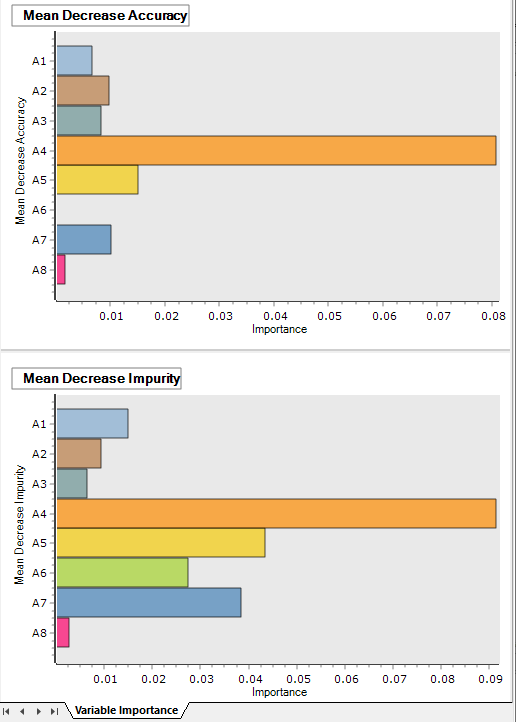 Mean Decrease Accuracy
Mean Decrease Accuracy
A1
A2
A3
A4
A5
A6
A7
A8
0.01 0.02 0.03 0.04 0.05 0.06 0.07 0.08
Importance
Mean Decrease Impurity
Mean Decrease Impurity
A1
A2
A3
A4
A5
A6
A7
A8
0.01 0.02 0.03 0.04 0.05 0.06 0.07 0.08 0.09
Importance
Variable Importance